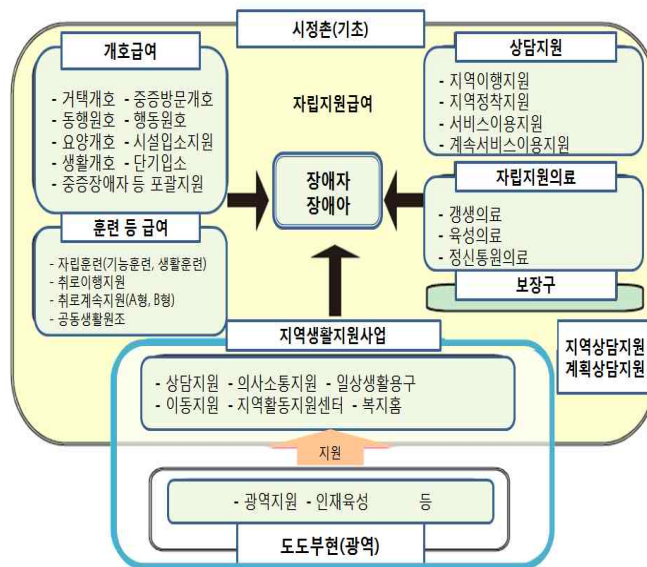 시정촌(기초)
개호급여
- 거택개호 - 중증방문개호
- 동행원호 - 행동원호
- 요양개호 - 시설입소지원
- 생활개호 - 단기입소
- 중증장애자 등 포괄지원
훈련 등 급여
- 자립훈련(기능훈련, 생활훈련)
- 취로이행지원
- 취로계속지원(A형, B형)
- 공동생활원조
자립지원급여
장애자
장애아
상담지원
- 지역이행지원
- 지역정착지원
- 서비스이용지원
- 계속서비스이용지원
자립지원의료
- 갱생의료
- 육성의료
- 정신통원의료
보장구
지역상담지원
계획상담지원
지역생활지원사업
- 상담지원 - 의사소통지원 - 일상생활용구
- 이동지원 - 지역활동지원센터 - 복지홈
지원
- 광역지원 - 인재육성 등
도도부현(광역)